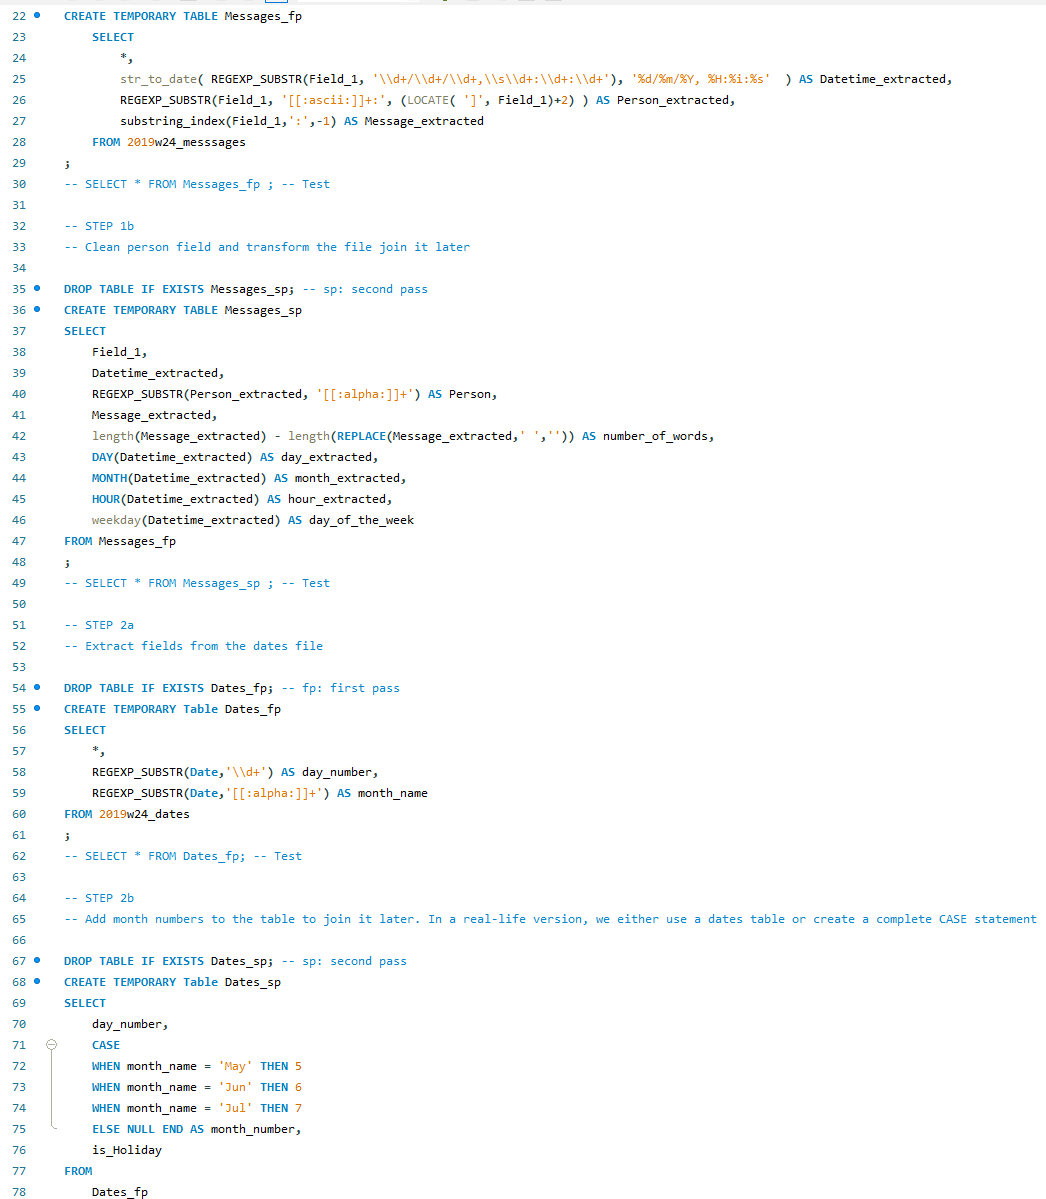 22 CREATE TEMPORARY TABLE Messages_fp
23 SELECT
24 *,
25 str_to_date( REGEXP_SUBSTR(Field_1, '\\d+/\\d+/\\d+,\\s\\d+:\\d+:\\d+'), '%d/%m/%Y, %H:%i:%s'  ) AS Datetime_extracted,
26 REGEXP_SUBSTR(Field_1, '[[:ascii:]]+:', (LOCATE( ']', Field_1)+2) ) AS Person_extracted,
27 substring_index(Field_1,':',-1) AS Message_extracted
28 FROM 2019w24_messsages
29 ;
30 -- SELECT * FROM Messages_fp ; -- Test
31
32 -- STEP 1b
33 -- Clean person field and transform the file join it later
34
35 DROP TABLE IF EXISTS Messages_sp; -- sp: second pass
36 CREATE TEMPORARY TABLE Messages_sp
37 SELECT
38 Field_1,
39 Datetime_extracted,
40 REGEXP_SUBSTR(Person_extracted, '[[:alpha:]]+') AS Person,
41 Message_extracted,
42 length(Message_extracted) - length(REPLACE(Message_extracted,' ','')) AS number_of_words,
43 DAY(Datetime_extracted) AS day_extracted,
44 MONTH(Datetime_extracted) AS month_extracted,
45 HOUR(Datetime_extracted) AS hour_extracted,
46 weekday(Datetime_extracted) AS day_of_the_week
47 FROM Messages_fp
48 ;
49 -- SELECT * FROM Messages_sp ; -- Test
50
51 -- STEP 2a
52 -- Extract fields from the dates file
53
54 DROP TABLE IF EXISTS Dates_fp; -- fp: first pass
55 CREATE TEMPORARY Table Dates_fp
56 SELECT
57 *,
58 REGEXP_SUBSTR(Date,'\\d+') AS day_number,
59 REGEXP_SUBSTR(Date,'[[:alpha:]]+') AS month_name
60 FROM 2019w24_dates
61 ;
62 -- SELECT * FROM Dates_fp; -- Test
63
64 -- STEP 2b
65 -- Add month numbers to the table to join it later. In a real-life version, we either use a dates table or create a complete CASE statement
66
67 DROP TABLE IF EXISTS Dates_sp; -- sp: second pass
68 CREATE TEMPORARY Table Dates_sp
69 SELECT
70 day_number,
71 CASE
72 WHEN month_name = 'May' THEN 5
73 WHEN month_name = 'Jun' THEN 6
74 WHEN month_name = 'Jul' THEN 7
75 ELSE NULL END AS month_number,
76 is_Holiday
77 FROM
78 Dates_fp